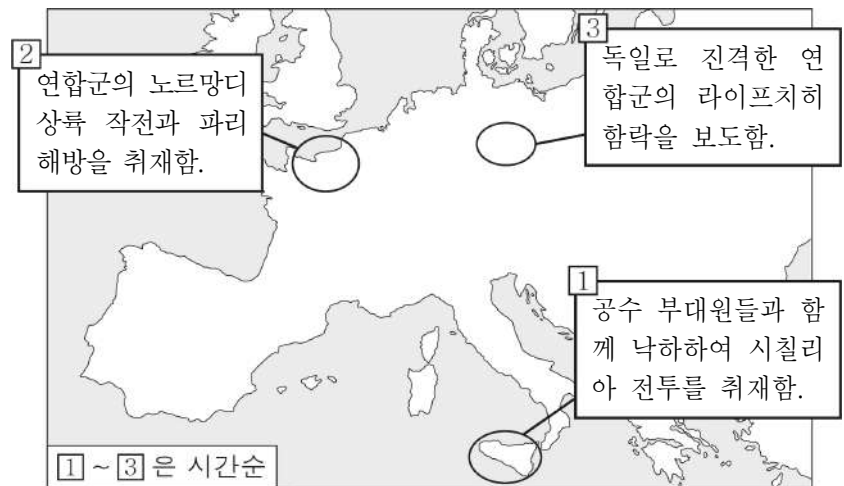 2
연합군의 노르망디
상륙 작전과 파리
해방을 취재함.
3
독일로 진격한 연
합군의 라이프치히
함락을 보도함.
1
공수 부대원들과 함
께 낙하하여 시칠리
아 전투를 취재함.
1 ~ 3 은 시간순